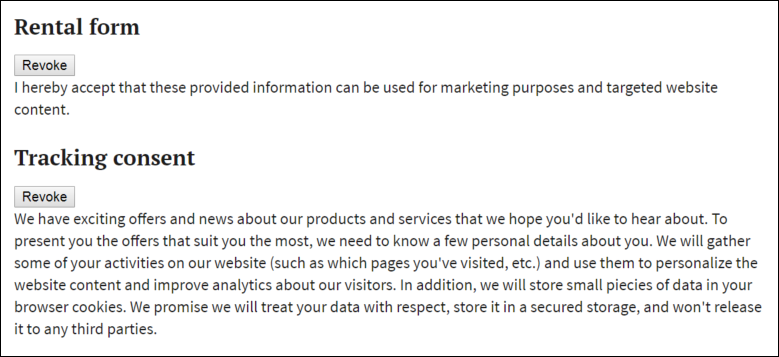 Rental form
Revoke
I hereby accept that these provided information can be used for marketing purposes and targeted website
content.
Tracking consent
Revoke
We have exciting offers and news about our products and services that we hope you'd like to hear about. To
present you the offers that suit you the most, we need to know a few personal details about you. We will gather
some of your activities on our website (such as which pages you've visited, etc.) and use them to personalize the
website content and improve analytics about our visitors. In addition, we will store small piecies of data in your
browser cookies. We promise we will treat your data with respect, store it in a secured storage, and won't release
it to any third parties.